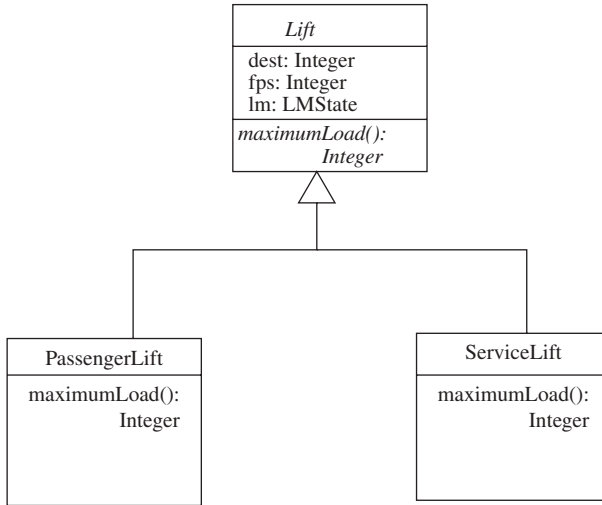 Lift
dest: Integer
fps: Integer
lm: LMState
maximumLoad():
Integer
PassengerLift
maximumLoad():
Integer
ServiceLift
maximumLoad():
Integer